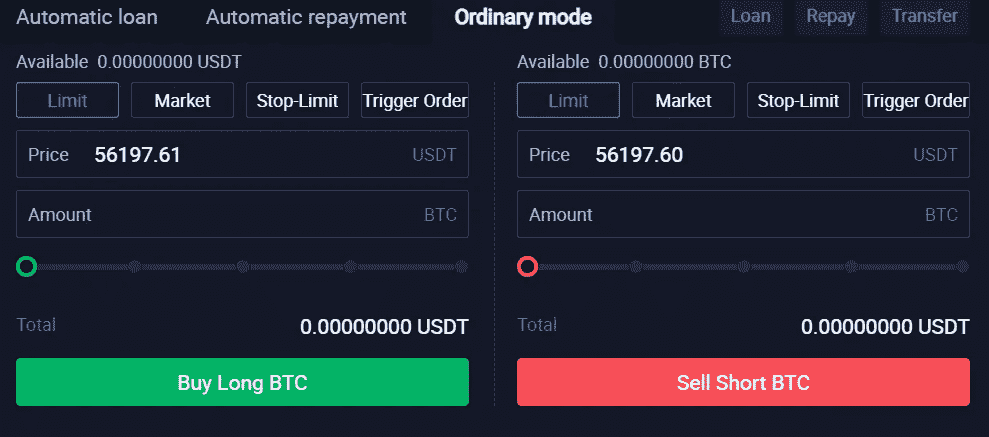 Automatic loan Automatic repayment Ordinary mode Loan Repay Transfer
Available 0.00000000 USDT
Limit Market Stop-Limit Trigger Order
Price 56197.61 USDT
Amount BTC
Total 0.00000000 USDT
Buy Long BTC
Available 0.00000000 BTC
Limit Market Stop-Limit Trigger Order
Price 56197.60 USDT
Amount BTC
Total 0.00000000 USDT
Sell Short BTC